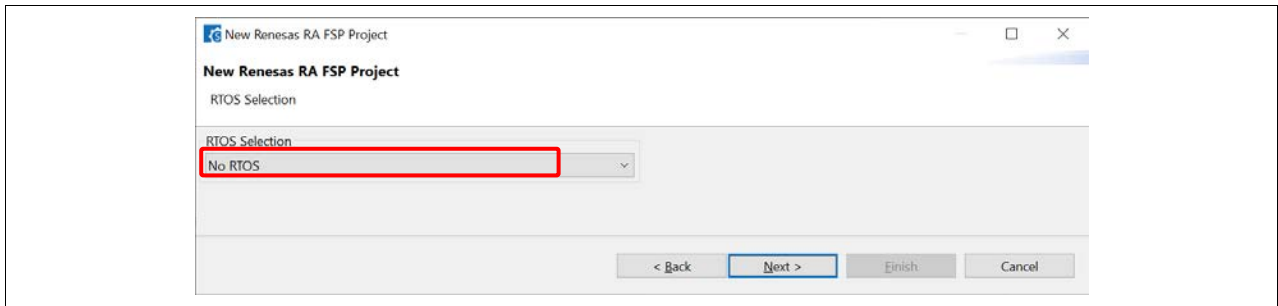 New Renesas RA FSP Project
New Renesas RA FSP Project
RTOS Selection
RTOS Selection
No RTOS
< Back Next > Finish Cancel